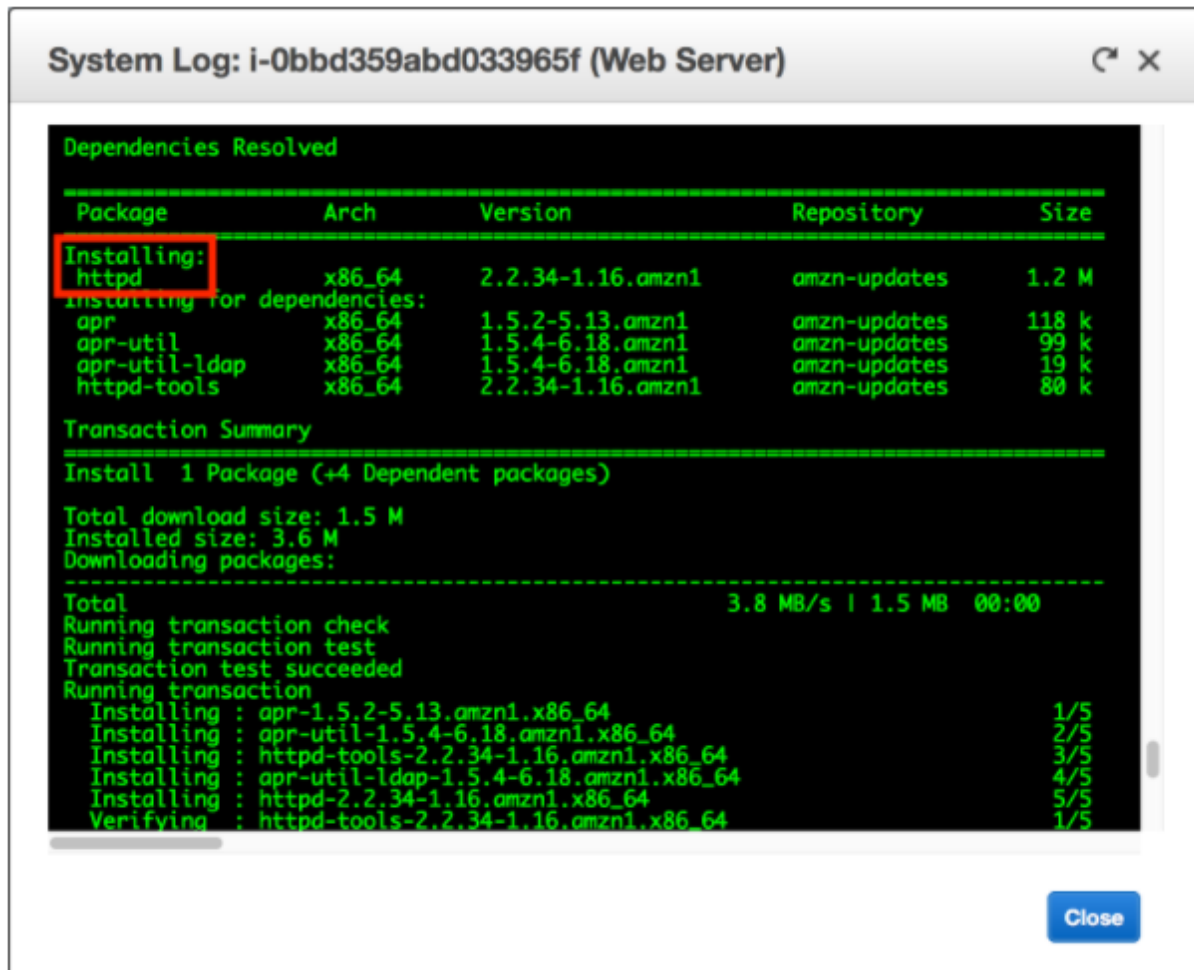 System Log: i-0bbd359abd033965f (Web Server)
Dependencies Resolved
Package Arch Version Repository Size
Installing:
httpd x86_64 2.2.34-1.16.amzn1 amzn-updates 1.2 M
Installing for dependencies:
apr x86_64 1.5.2-5.13.amzn1 amzn-updates 118 k
apr-util x86_64 1.5.4-6.18.amzn1 amzn-updates 99 k
apr-util-ldap x86_64 1.5.4-6.18.amzn1 amzn-updates 19 k
httpd-tools x86_64 2.2.34-1.16.amzn1 amzn-updates 80 k
Transaction Summary
Install 1 Package (+4 Dependent packages)
Total download size: 1.5 M
Installed size: 3.6 M
Downloading packages:
Total 3.8 MB/s | 1.5 MB 00:00
Running transaction check
Running transaction test
Transaction test succeeded
Running transaction
Installing : apr-1.5.2-5.13.amzn1.x86_64 1/5
Installing : apr-util-1.5.4-6.18.amzn1.x86_64 2/5
Installing : httpd-tools-2.2.34-1.16.amzn1.x86_64 3/5
Installing : apr-util-ldap-1.5.4-6.18.amzn1.x86_64 4/5
Installing : httpd-2.2.34-1.16.amzn1.x86_64 5/5
Verifying : httpd-tools-2.2.34-1.16.amzn1.x86_64 1/5
Close